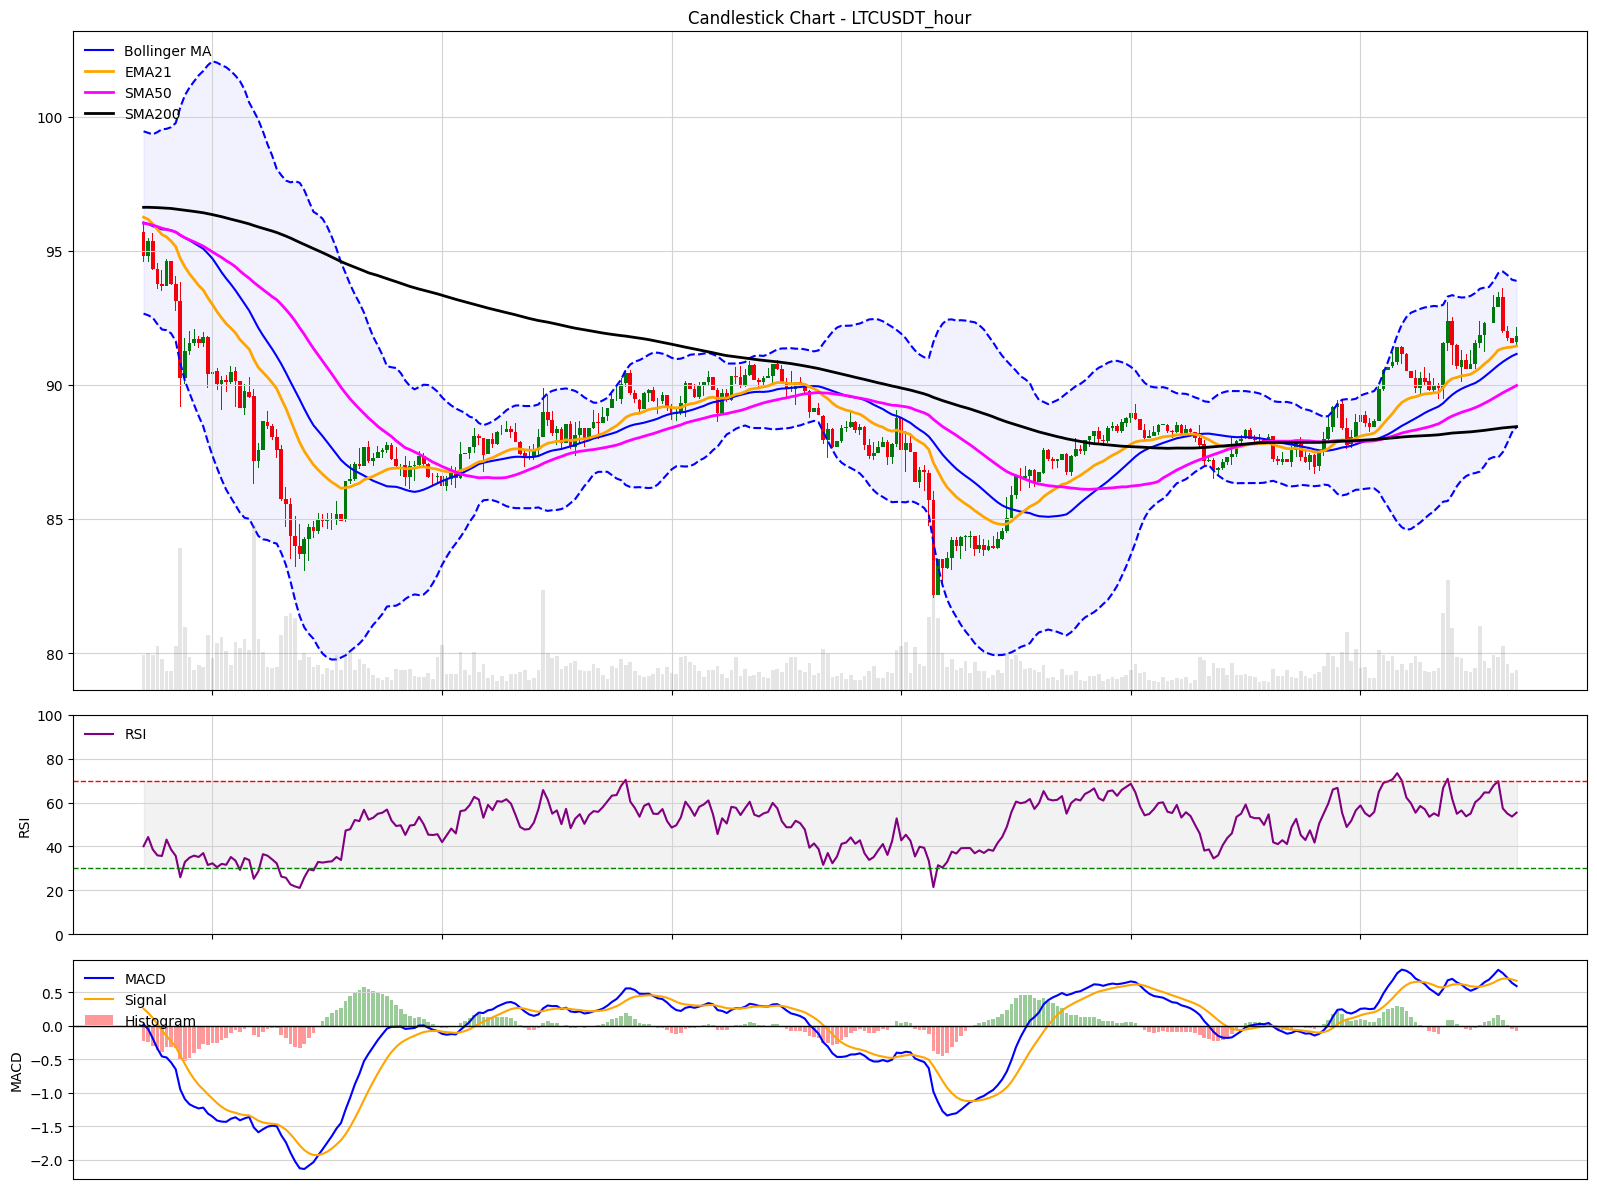 Candlestick Chart - LTCUSDT_hour
Bollinger MA
EMA21
SMA50
SMA200
100
95
90
85
80
RSI
100
80
60
40
20
0
RSI
MACD
Signal
Histogram
0.5
0.0
−0.5
−1.0
−1.5
−2.0
MACD